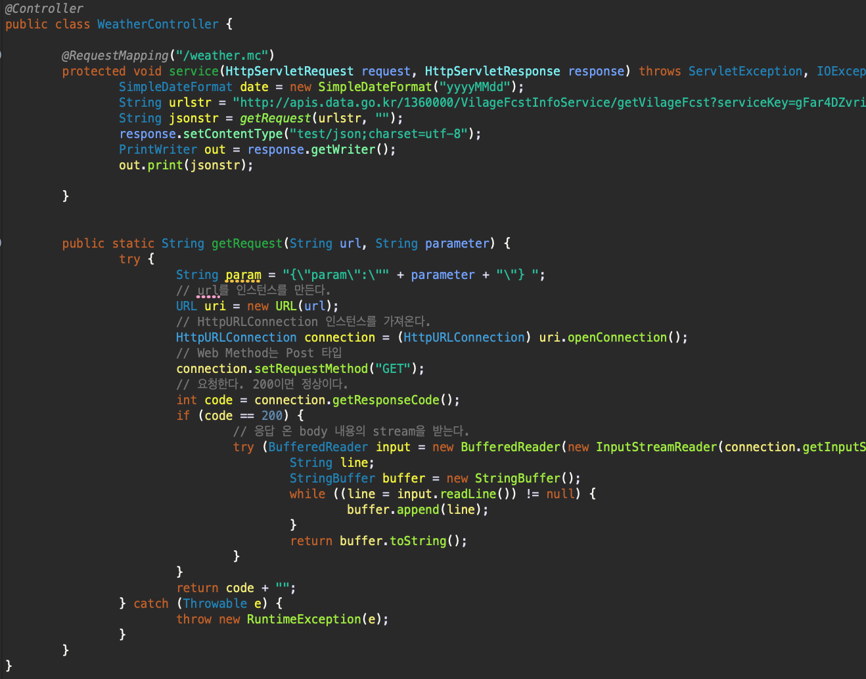 @Controller
public class WeatherController {
@RequestMapping("/weather.mc")
protected void service(HttpServletRequest request, HttpServletResponse response) throws ServletException, IOExcep
SimpleDateFormat date = new SimpleDateFormat("yyyyMMdd");
String urlstr = "http://apis.data.go.kr/1360000/VilageFcstInfoService/getVilageFcst?serviceKey=gFar4DZvri
String jsonstr = getRequest(urlstr, "");
response.setContentType("test/json;charset=utf-8");
PrintWriter out = response.getWriter();
out.print(jsonstr);
}
public static String getRequest(String url, String parameter) {
try {
String param = "{\"param\":\"" + parameter + "\"} ";
// url를 인스턴스를 만든다.
URL uri = new URL(url);
// HttpURLConnection 인스턴스를 가져온다.
HttpURLConnection connection = (HttpURLConnection) uri.openConnection();
// Web Method는 Post 타입
connection.setRequestMethod("GET");
// 요청한다. 200이면 정상이다.
int code = connection.getResponseCode();
if (code == 200) {
// 응답 온 body 내용의 stream을 받는다.
try (BufferedReader input = new BufferedReader(new InputStreamReader(connection.getInputS
String line;
StringBuffer buffer = new StringBuffer();
while ((line = input.readLine()) != null) {
buffer.append(line);
}
return buffer.toString();
}
}
return code + "";
} catch (Throwable e) {
throw new RuntimeException(e);
}
}
}